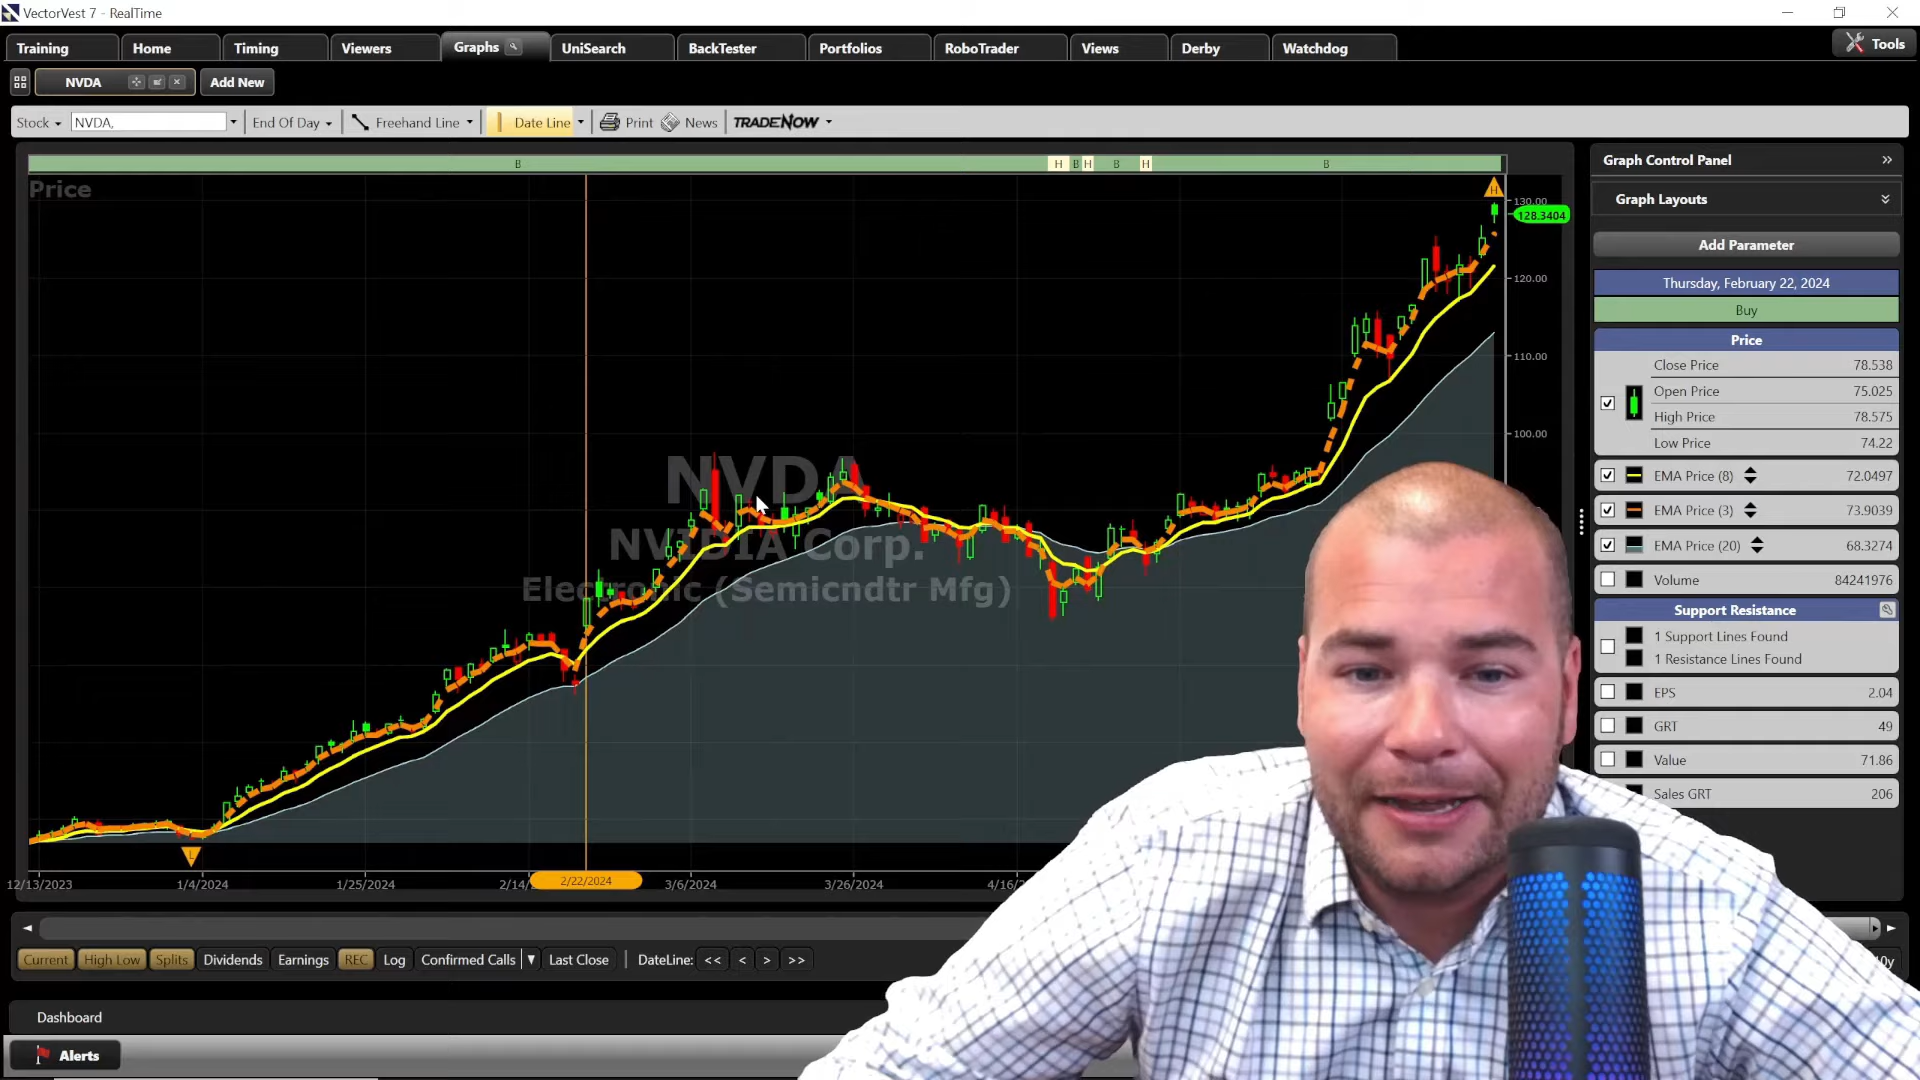 VectorVest 7 - RealTime
Training Home Timing Viewers Graphs UniSearch BackTester Portfolios RoboTrader Views Derby Watchdog Tools
NVDA Add New
Stock NVDA, End Of Day Freehand Line Date Line Print News TRADENOW
B H B H B H B
Price
H
130.00
128.3404
120.00
110.00
100.00
NVDA
NVIDIA Corp.
Electronic (Semicndtr Mfg)
L
12/13/2023 1/4/2024 1/25/2024 2/14/ 2/22/2024 3/6/2024 3/26/2024 4/16/
Graph Control Panel
Graph Layouts
Add Parameter
Thursday, February 22, 2024
Buy
Price
Close Price 78.538
Open Price 75.025
High Price 78.575
Low Price 74.22
EMA Price (8) 72.0497
EMA Price (3) 73.9039
EMA Price (20) 68.3274
Volume 84241976
Support Resistance
1 Support Lines Found
1 Resistance Lines Found
EPS 2.04
GRT 49
Value 71.86
Sales GRT 206
Current High Low Splits Dividends Earnings REC Log Confirmed Calls Last Close DateLine: << < > >>
Dashboard
Alerts